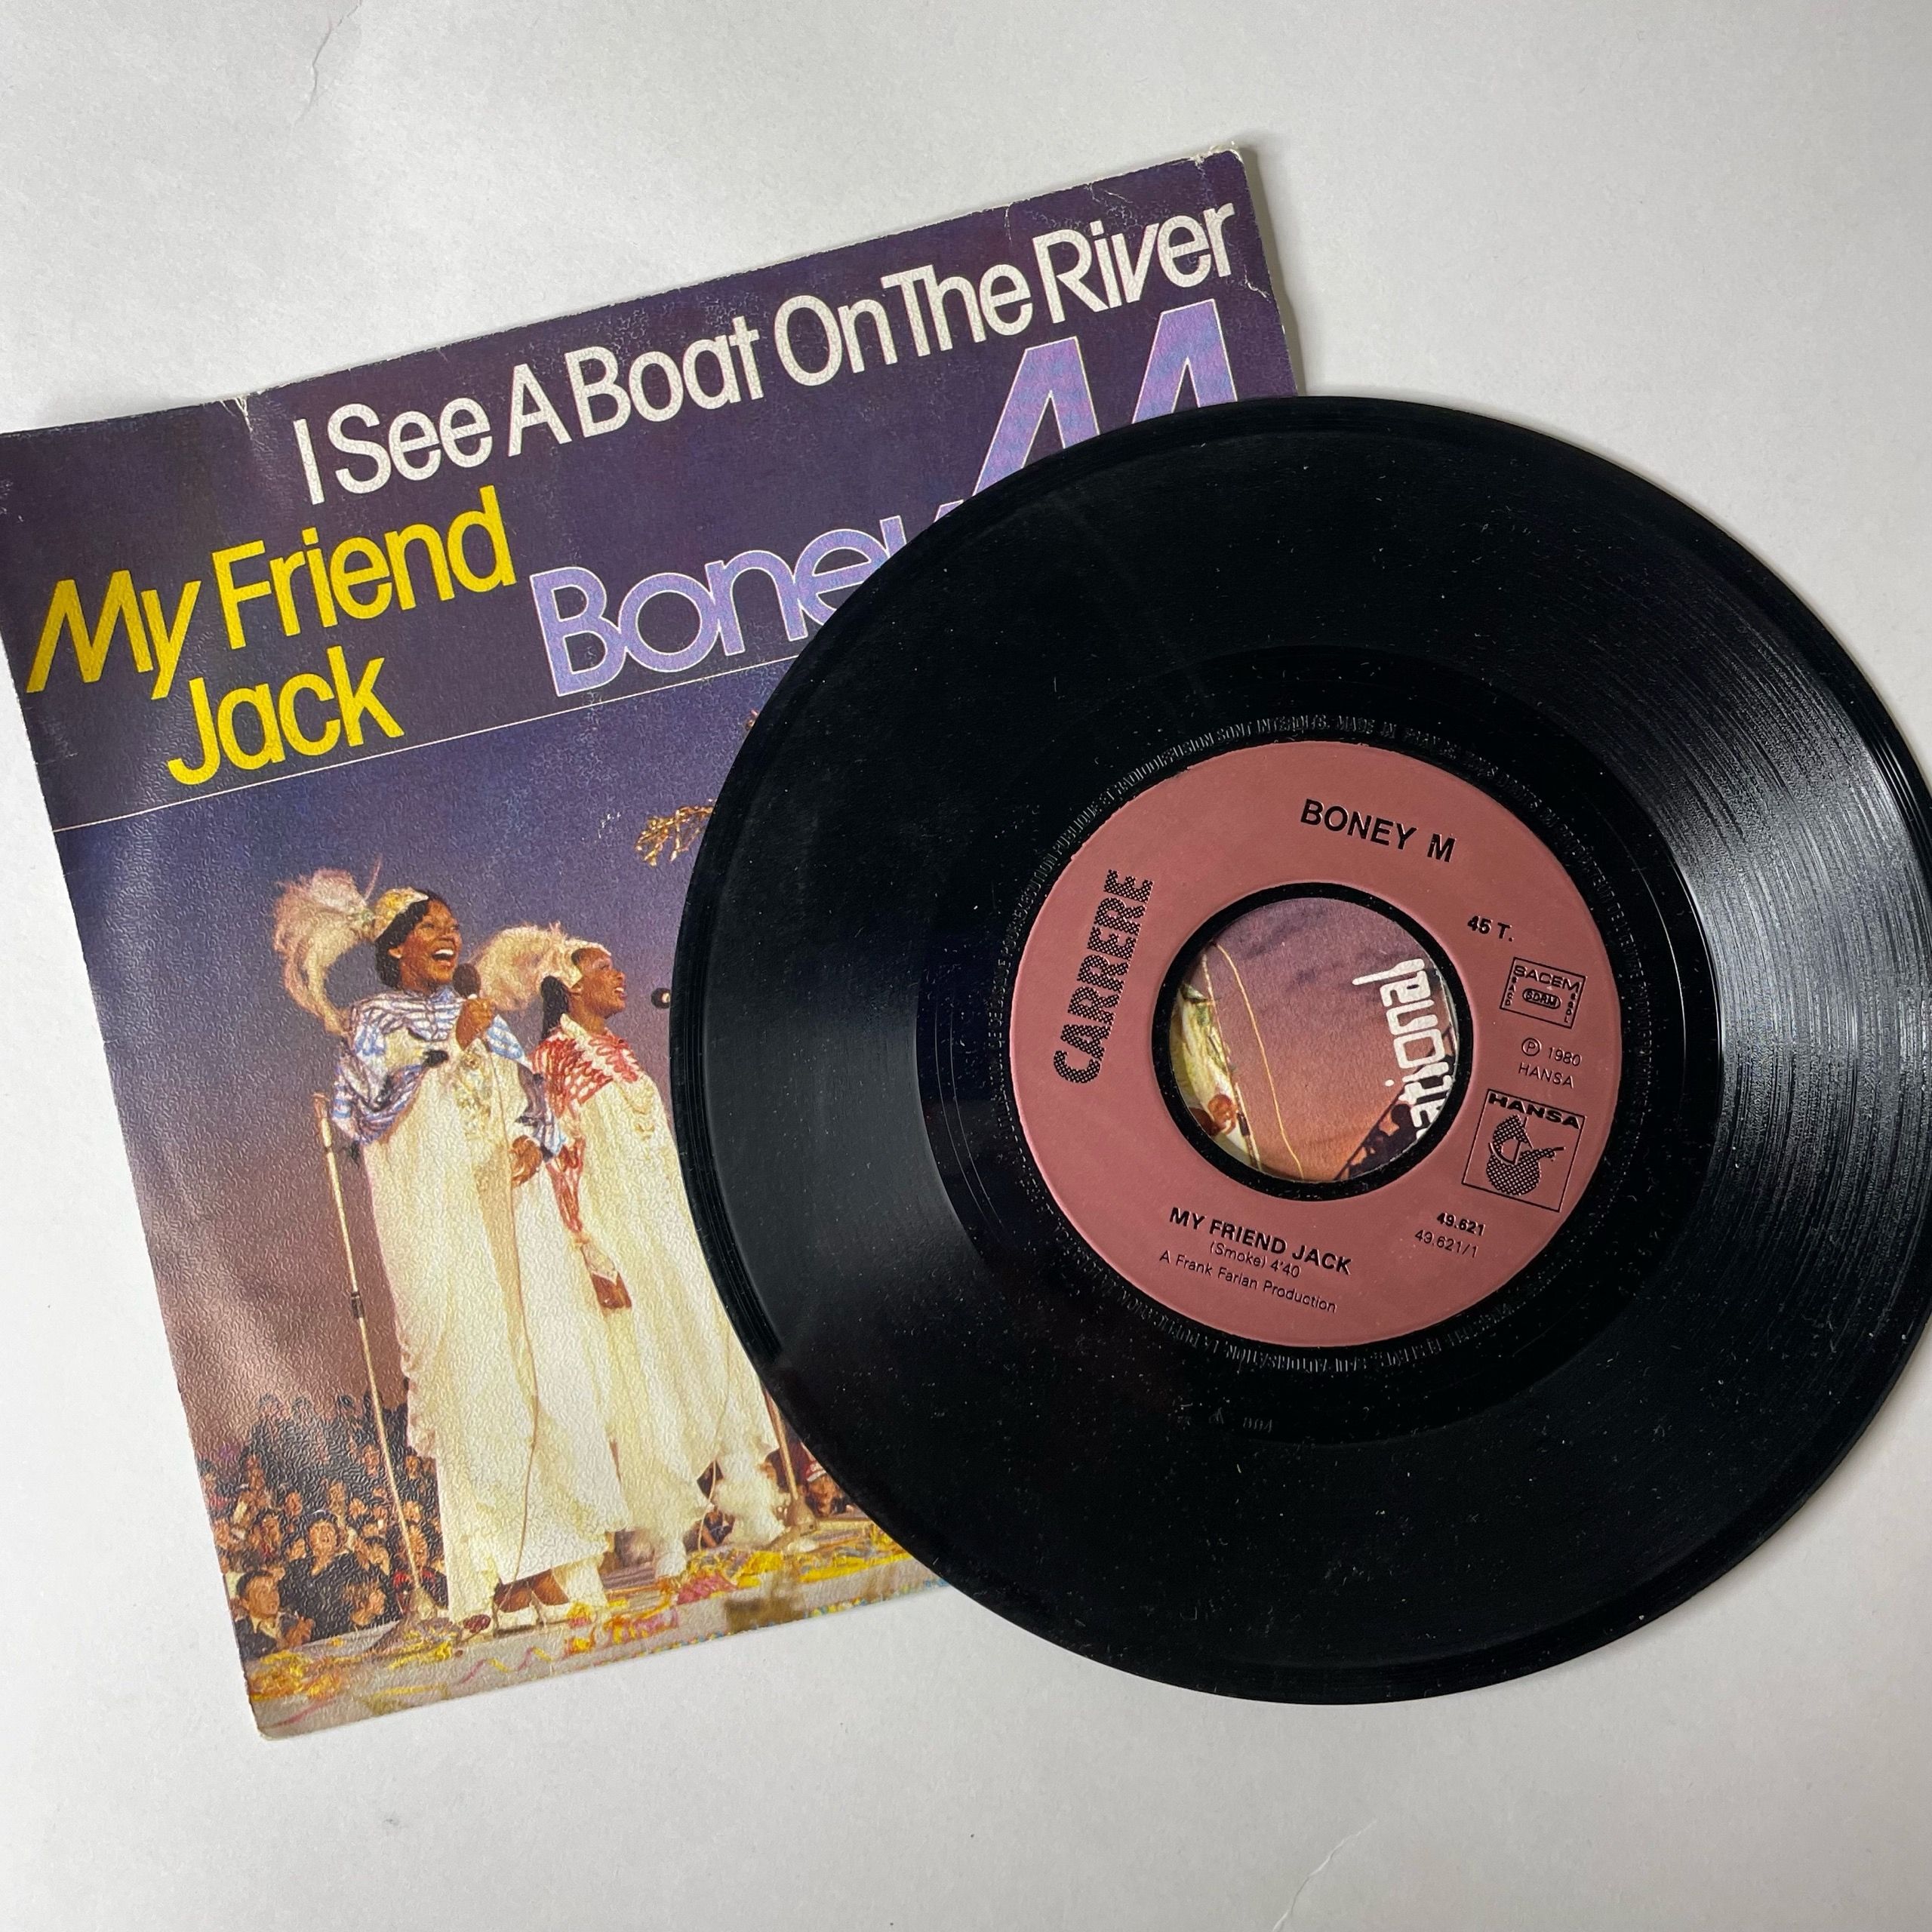 I See A Boat On The River
My Friend
Jack
Boney M
BONEY M
CARRERE
45 T.
SACEM
SDRM
℗ 1980
HANSA
HANSA
49.621
49.621/1
MY FRIEND JACK
(Smoke) 4'40
A Frank Farian Production
ational